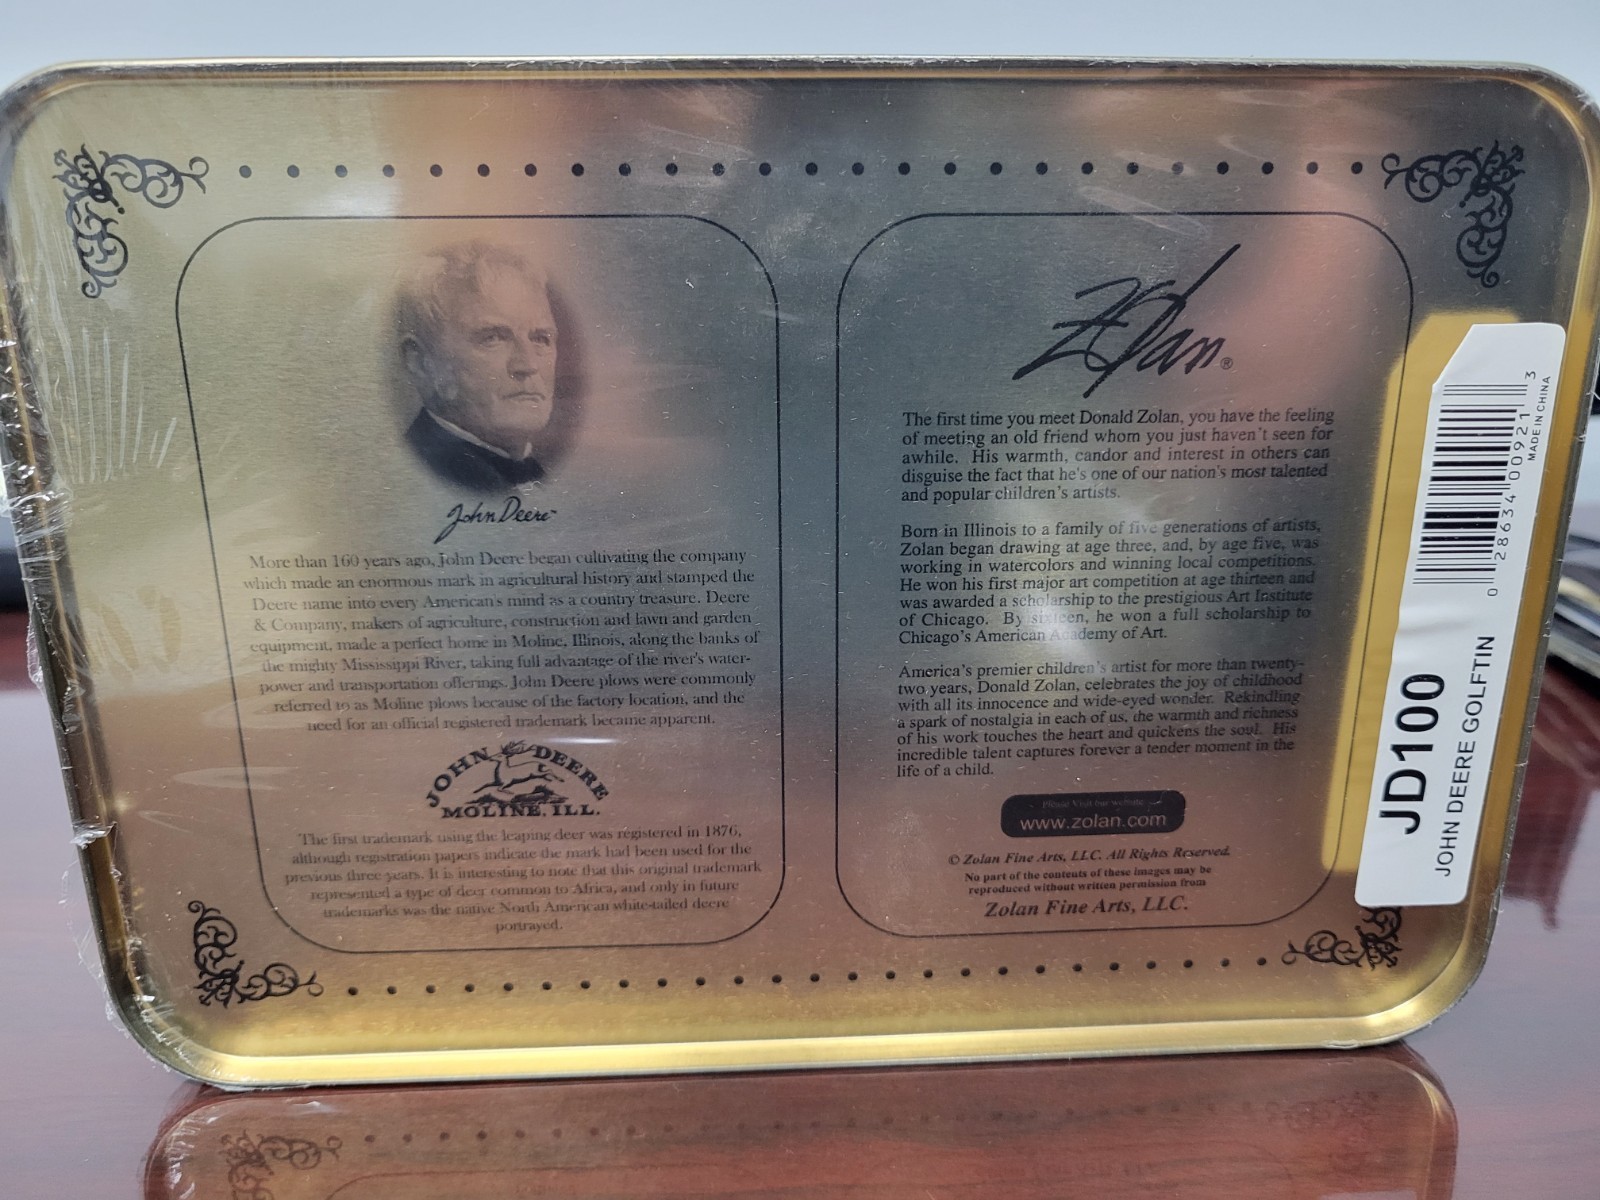 John Deere
More than 160 years ago, John Deere began cultivating the company
which made an enormous mark in agricultural history and stamped the
Deere name into every American's mind as a country treasure. Deere
& Company, makers of agriculture, construction and lawn and garden
equipment, made a perfect home in Moline, Illinois, along the banks of
the mighty Mississippi River, taking full advantage of the river's water-
power and transportation offerings. John Deere plows were commonly
referred to as Moline plows because of the factory location, and the
need for an official registered trademark became apparent.
JOHN DEERE
MOLINE, ILL.
The first trademark using the leaping deer was registered in 1876,
although registration papers indicate the mark had been used for the
previous three years. It is interesting to note that this original trademark
represented a type of deer common to Africa, and only in future
trademarks was the native North American white-tailed deere
portrayed.
Zolan®
The first time you meet Donald Zolan, you have the feeling
of meeting an old friend whom you just haven't seen for
awhile. His warmth, candor and interest in others can
disguise the fact that he's one of our nation's most talented
and popular children's artists.
Born in Illinois to a family of five generations of artists,
Zolan began drawing at age three, and, by age five, was
working in watercolors and winning local competitions.
He won his first major art competition at age thirteen and
was awarded a scholarship to the prestigious Art Institute
of Chicago. By sixteen, he won a full scholarship to
Chicago's American Academy of Art.
America's premier children's artist for more than twenty-
two years, Donald Zolan, celebrates the joy of childhood
with all its innocence and wide-eyed wonder. Rekindling
a spark of nostalgia in each of us, the warmth and richness
of his work touches the heart and quickens the soul. His
incredible talent captures forever a tender moment in the
life of a child.
Please Visit our website
www.zolan.com
© Zolan Fine Arts, LLC. All Rights Reserved.
No part of the contents of these images may be
reproduced without written permission from
Zolan Fine Arts, LLC.
JD100
JOHN DEERE GOLFTIN
0 28634 00921 3
MADE IN CHINA